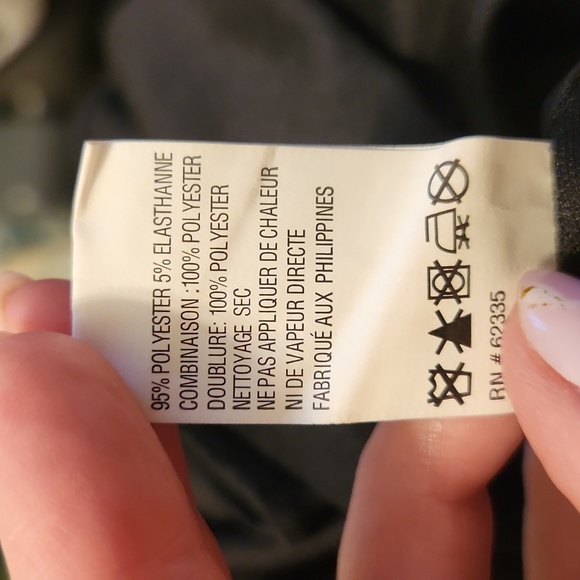 95% POLYESTER 5% ELASTHANNE
COMBINAISON :100% POLYESTER
DOUBLURE: 100% POLYESTER
NETTOYAGE SEC
NE PAS APPLIQUER DE CHALEUR
NI DE VAPEUR DIRECTE
FABRIQUÉ AUX PHILIPPINES
RN # 62335